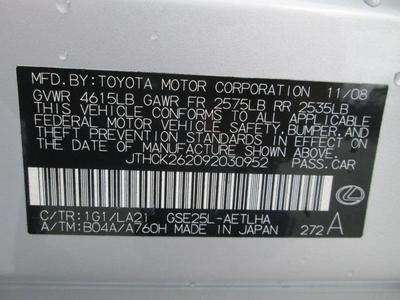 MFD.BY:TOYOTA MOTOR CORPORATION 11/08
GVWR 4615LB GAWR FR 2575LB RR 2535LB
THIS VEHICLE CONFORMS TO ALL APPLICABLE
FEDERAL MOTOR VEHICLE SAFETY, BUMPER, AND
THEFT PREVENTION STANDARDS IN EFFECT ON
THE DATE OF MANUFACTURE SHOWN ABOVE.
JTHCK262092030952 PASS.CAR
C/TR:1G1/LA21 GSE25L-AETLHA
A/TM:B04A/A760H MADE IN JAPAN 272A